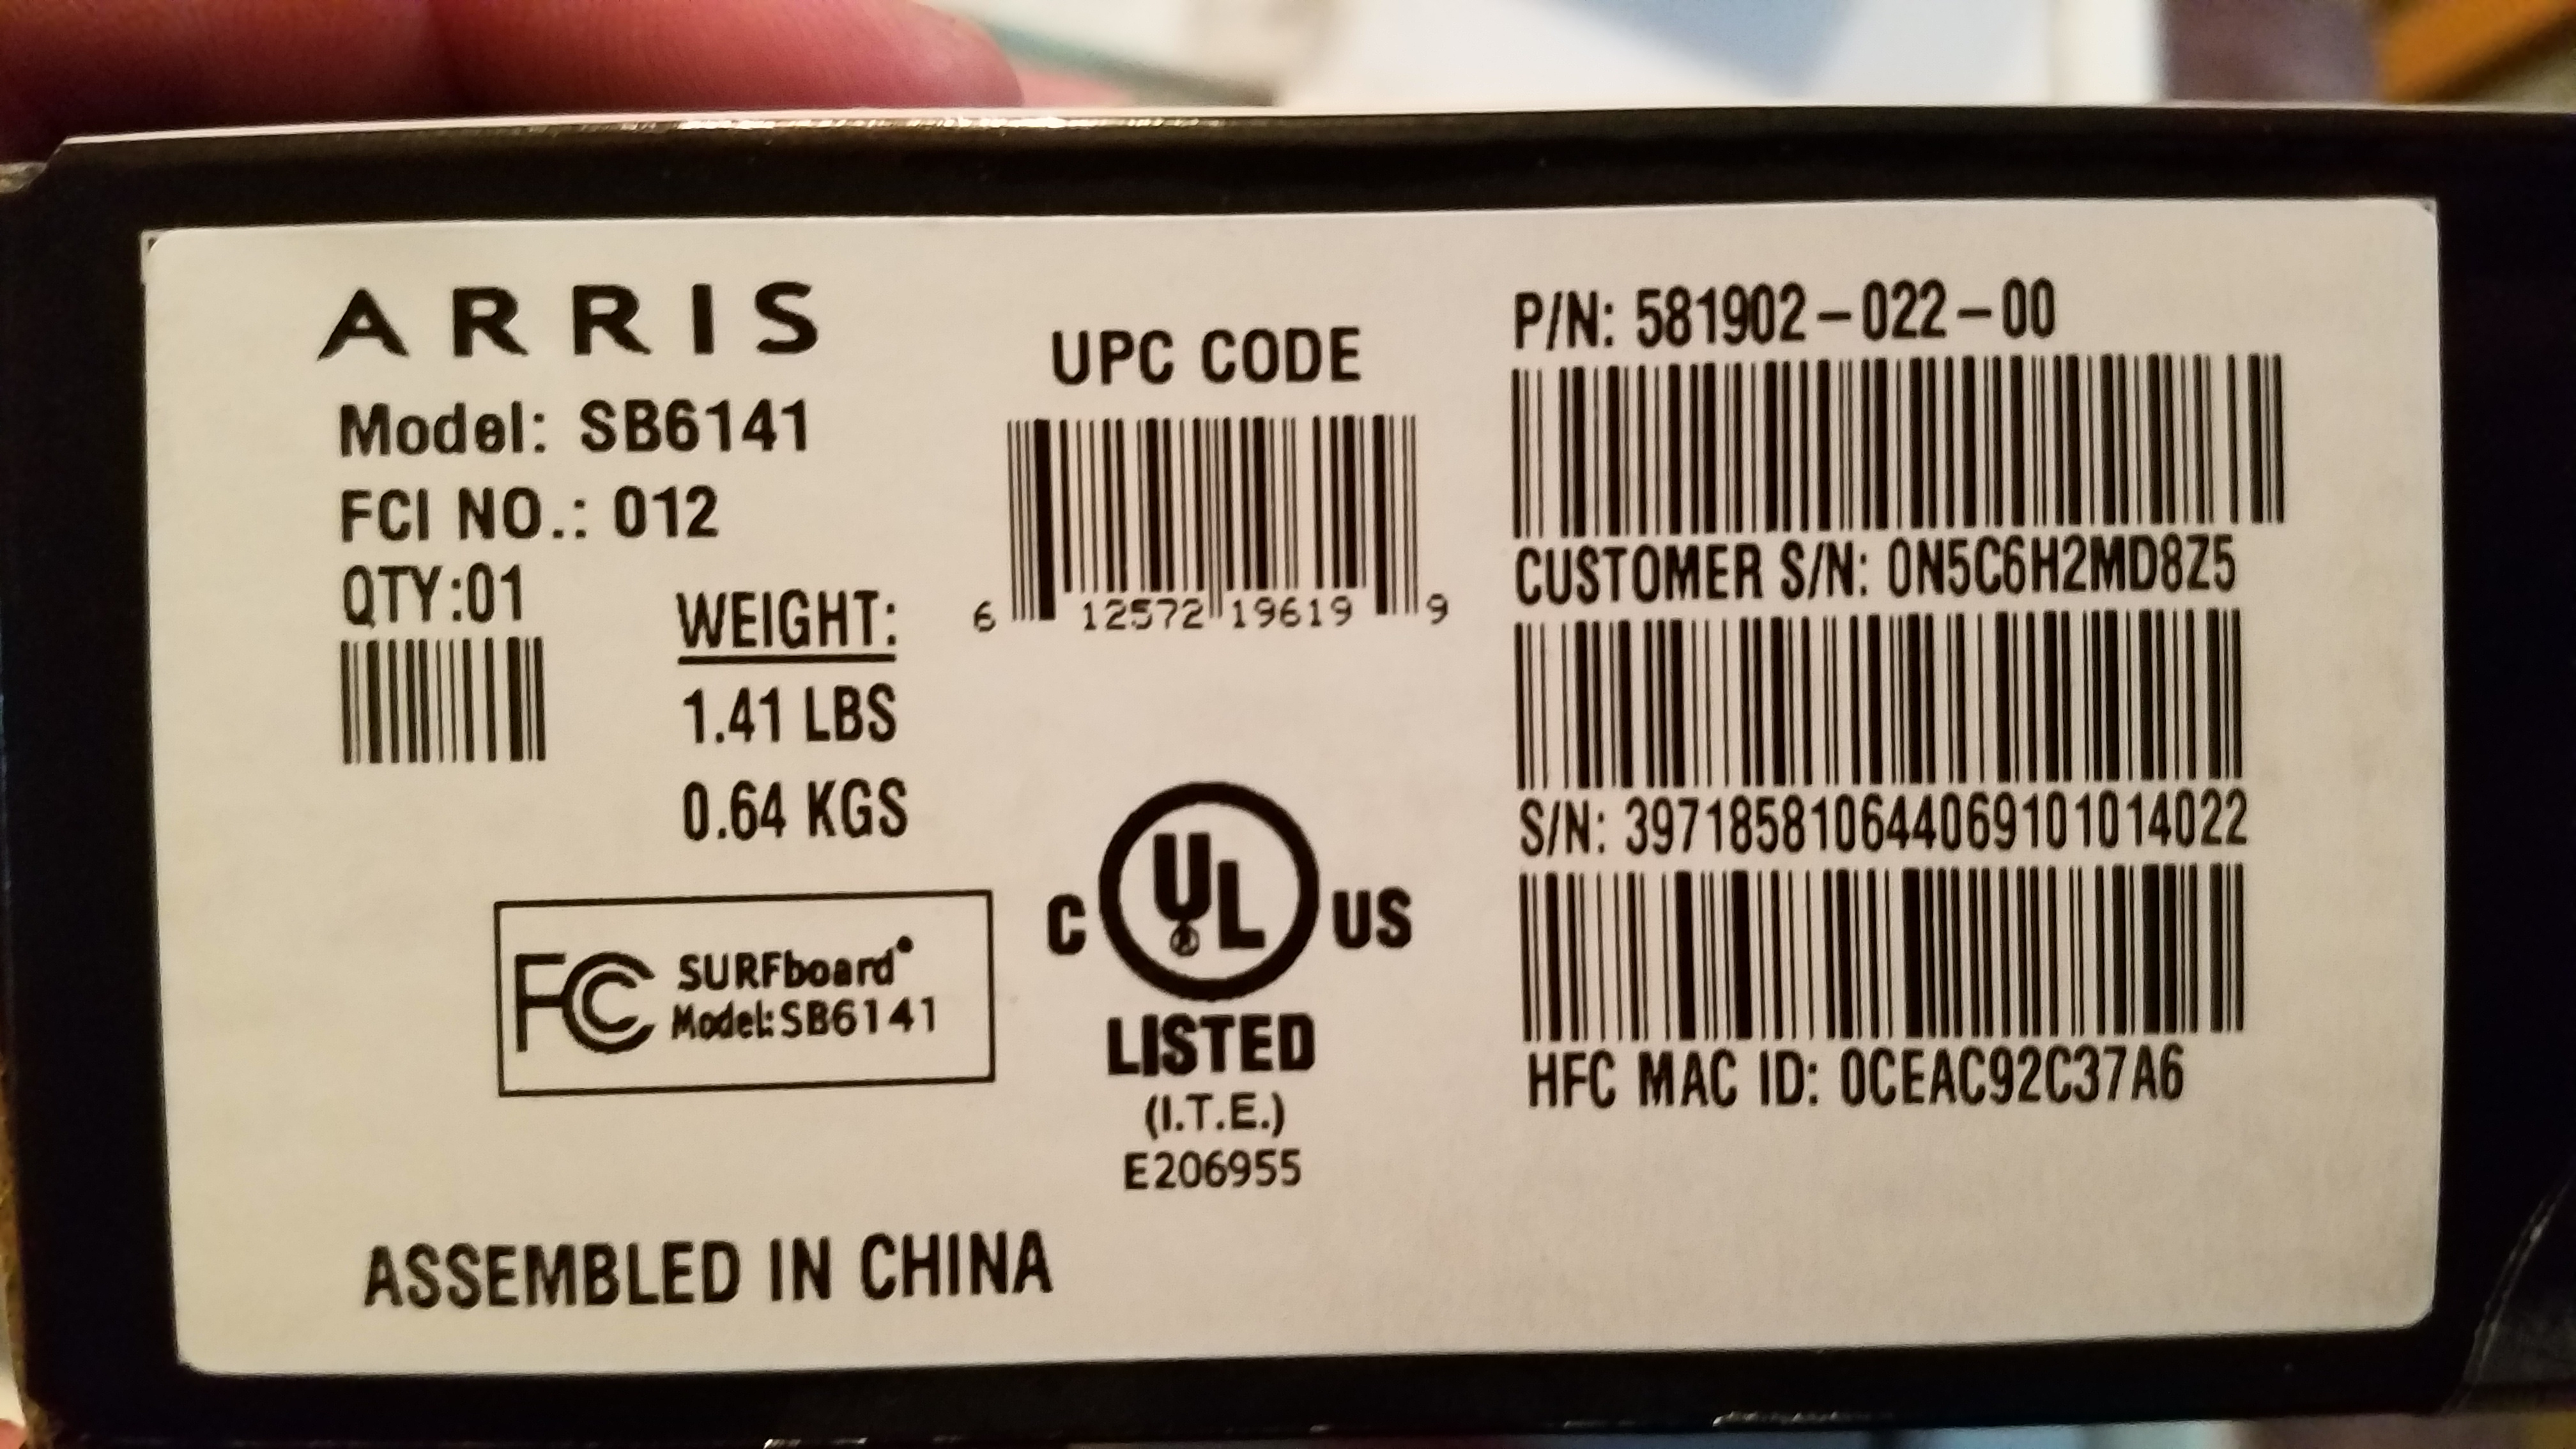 ARRIS
Model: SB6141
FCI NO.: 012
QTY:01
WEIGHT:
1.41 LBS
0.64 KGS
FC SURFboard
Model: SB6141
ASSEMBLED IN CHINA
UPC CODE
6 12572 19619 9
C UL US
LISTED
(I.T.E.)
E206955
P/N: 581902-022-00
CUSTOMER S/N: 0N5C6H2MD8Z5
S/N: 397185810644069101014022
HFC MAC ID: 0CEAC92C37A6